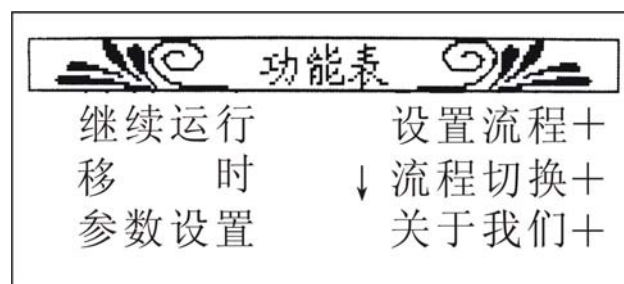 功能表
继续运行 设置流程+
移 时 ↓ 流程切换+
参数设置 关于我们+